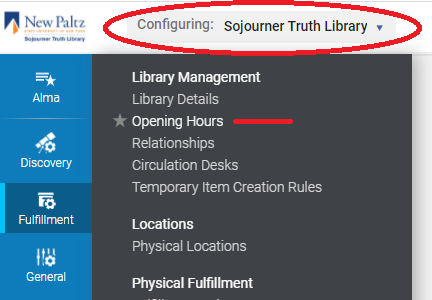 New Paltz
STATE UNIVERSITY OF NEW YORK
Sojourner Truth Library
Configuring: Sojourner Truth Library
Alma
Discovery
Fulfillment
General
Library Management
Library Details
Opening Hours
Relationships
Circulation Desks
Temporary Item Creation Rules
Locations
Physical Locations
Physical Fulfillment